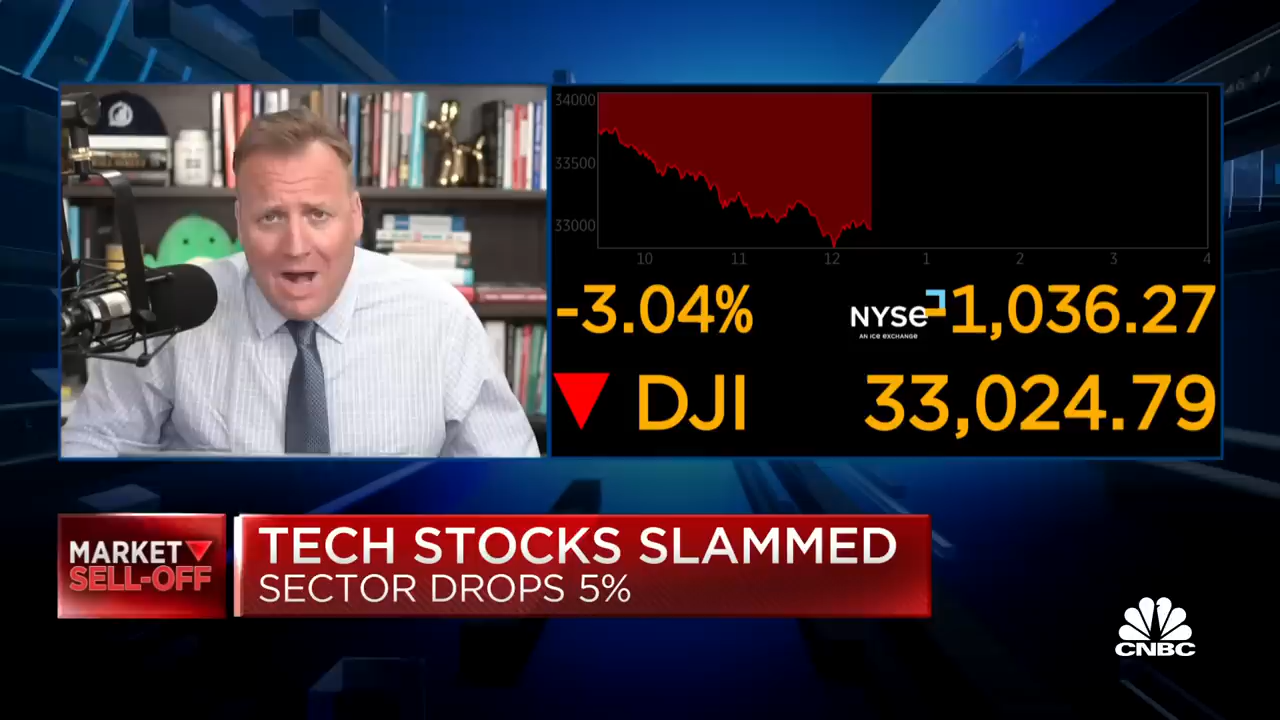 34000
33500
33000
10 11 12 1 2 3 4
-3.04%
NYSE
AN ICE EXCHANGE
-1,036.27
DJI
33,024.79
MARKET
SELL-OFF
TECH STOCKS SLAMMED
SECTOR DROPS 5%
CNBC